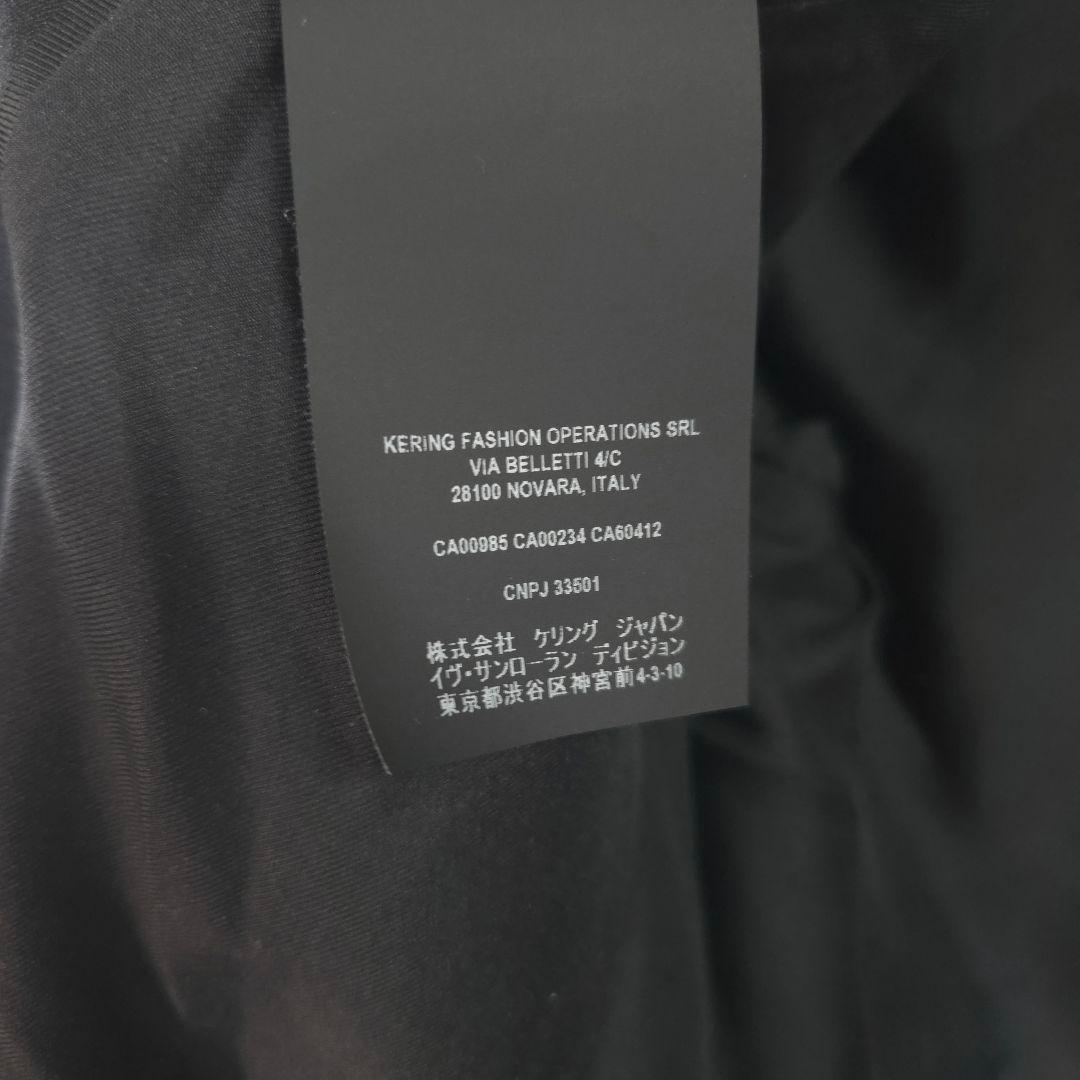 KERING FASHION OPERATIONS SRL
VIA BELLETTI 4/C
28100 NOVARA, ITALY
CA00985 CA00234 CA60412
CNPJ 33501
株式会社 ケリング ジャパン
イヴ・サンローラン ディビジョン
東京都渋谷区神宮前4-3-10